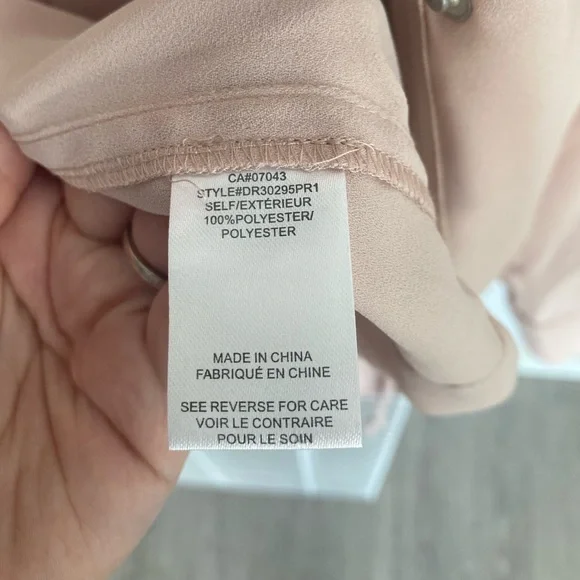 CA#07043
STYLE#DR30295PR1
SELF/EXTÉRIEUR
100%POLYESTER/
POLYESTER
MADE IN CHINA
FABRIQUÉ EN CHINE
SEE REVERSE FOR CARE
VOIR LE CONTRAIRE
POUR LE SOIN